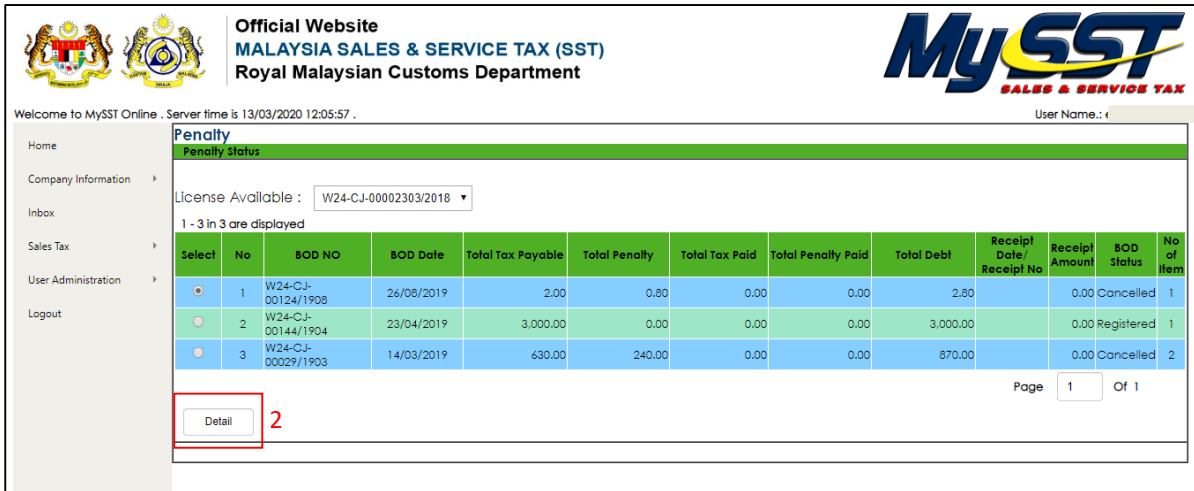 Official Website
MALAYSIA SALES & SERVICE TAX (SST)
Royal Malaysian Customs Department
MySST
SALES & SERVICE TAX
Welcome to MySST Online . Server time is 13/03/2020 12:05:57 .
User Name.:
Home
Company Information
Inbox
Sales Tax
User Administration
Logout
Penalty
Penalty Status
License Available : W24-CJ-00002303/2018
1 - 3 in 3 are displayed
Select No BOD NO BOD Date Total Tax Payable Total Penalty Total Tax Paid Total Penalty Paid Total Debt Receipt Date/ Receipt No Receipt Amount BOD Status No of Item
1 W24-CJ-00124/1908 26/08/2019 2.00 0.80 0.00 0.00 2.80 0.00 Cancelled 1
2 W24-CJ-00144/1904 23/04/2019 3,000.00 0.00 0.00 0.00 3,000.00 0.00 Registered 1
3 W24-CJ-00029/1903 14/03/2019 630.00 240.00 0.00 0.00 870.00 0.00 Cancelled 2
Page 1 Of 1
Detail 2